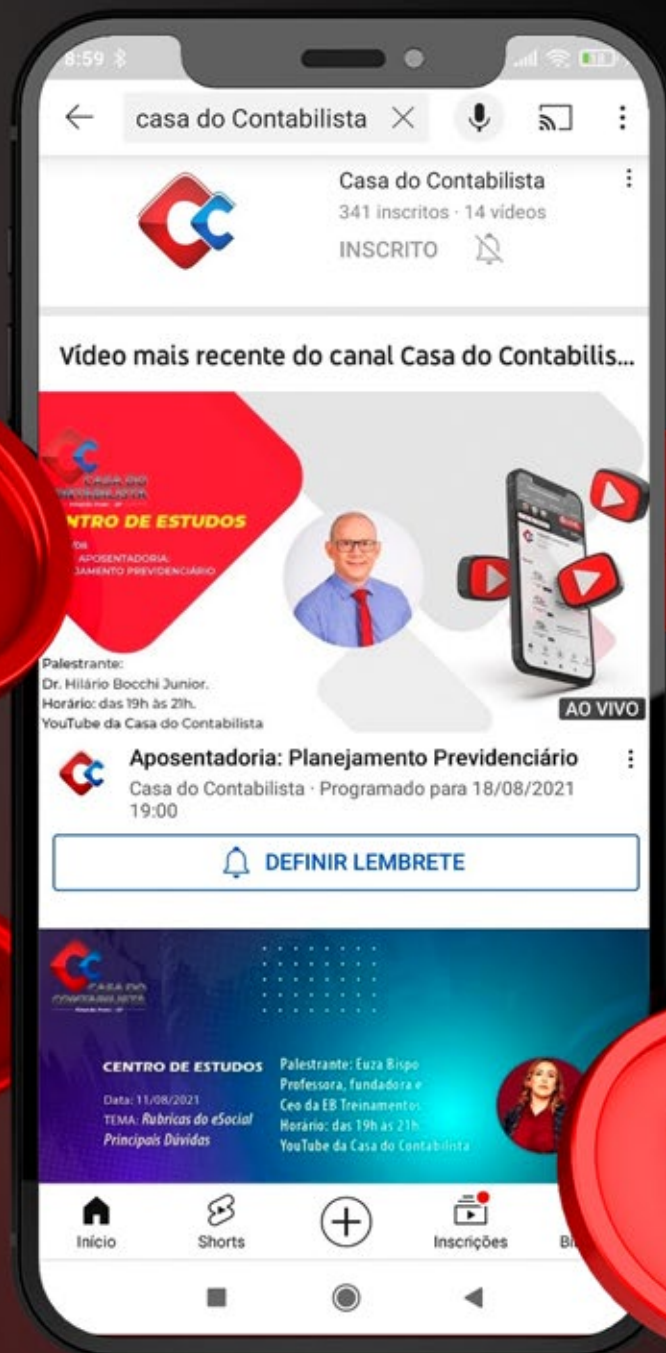 8:59
casa do Contabilista
Casa do Contabilista
341 inscritos · 14 vídeos
INSCRITO
Vídeo mais recente do canal Casa do Contabilis...
CASA DO
CONTABILISTA
NTRO DE ESTUDOS
APOSENTADORIA:
JAMENTO PREVIDENCIÁRIO
Palestrante:
Dr. Hilário Bocchi Junior.
Horário: das 19h às 21h.
YouTube da Casa do Contabilista
AO VIVO
Aposentadoria: Planejamento Previdenciário
Casa do Contabilista · Programado para 18/08/2021
19:00
DEFINIR LEMBRETE
CASA DO
CONTABILISTA
CENTRO DE ESTUDOS
Data: 11/08/2021
TEMA: Rubricas do eSocial
Principais Dúvidas
Palestrante: Euza Bispo
Professora, fundadora e
Ceo da EB Treinamentos
Horário: das 19h às 21h
YouTube da Casa do Contabilista
Início
Shorts
Inscrições